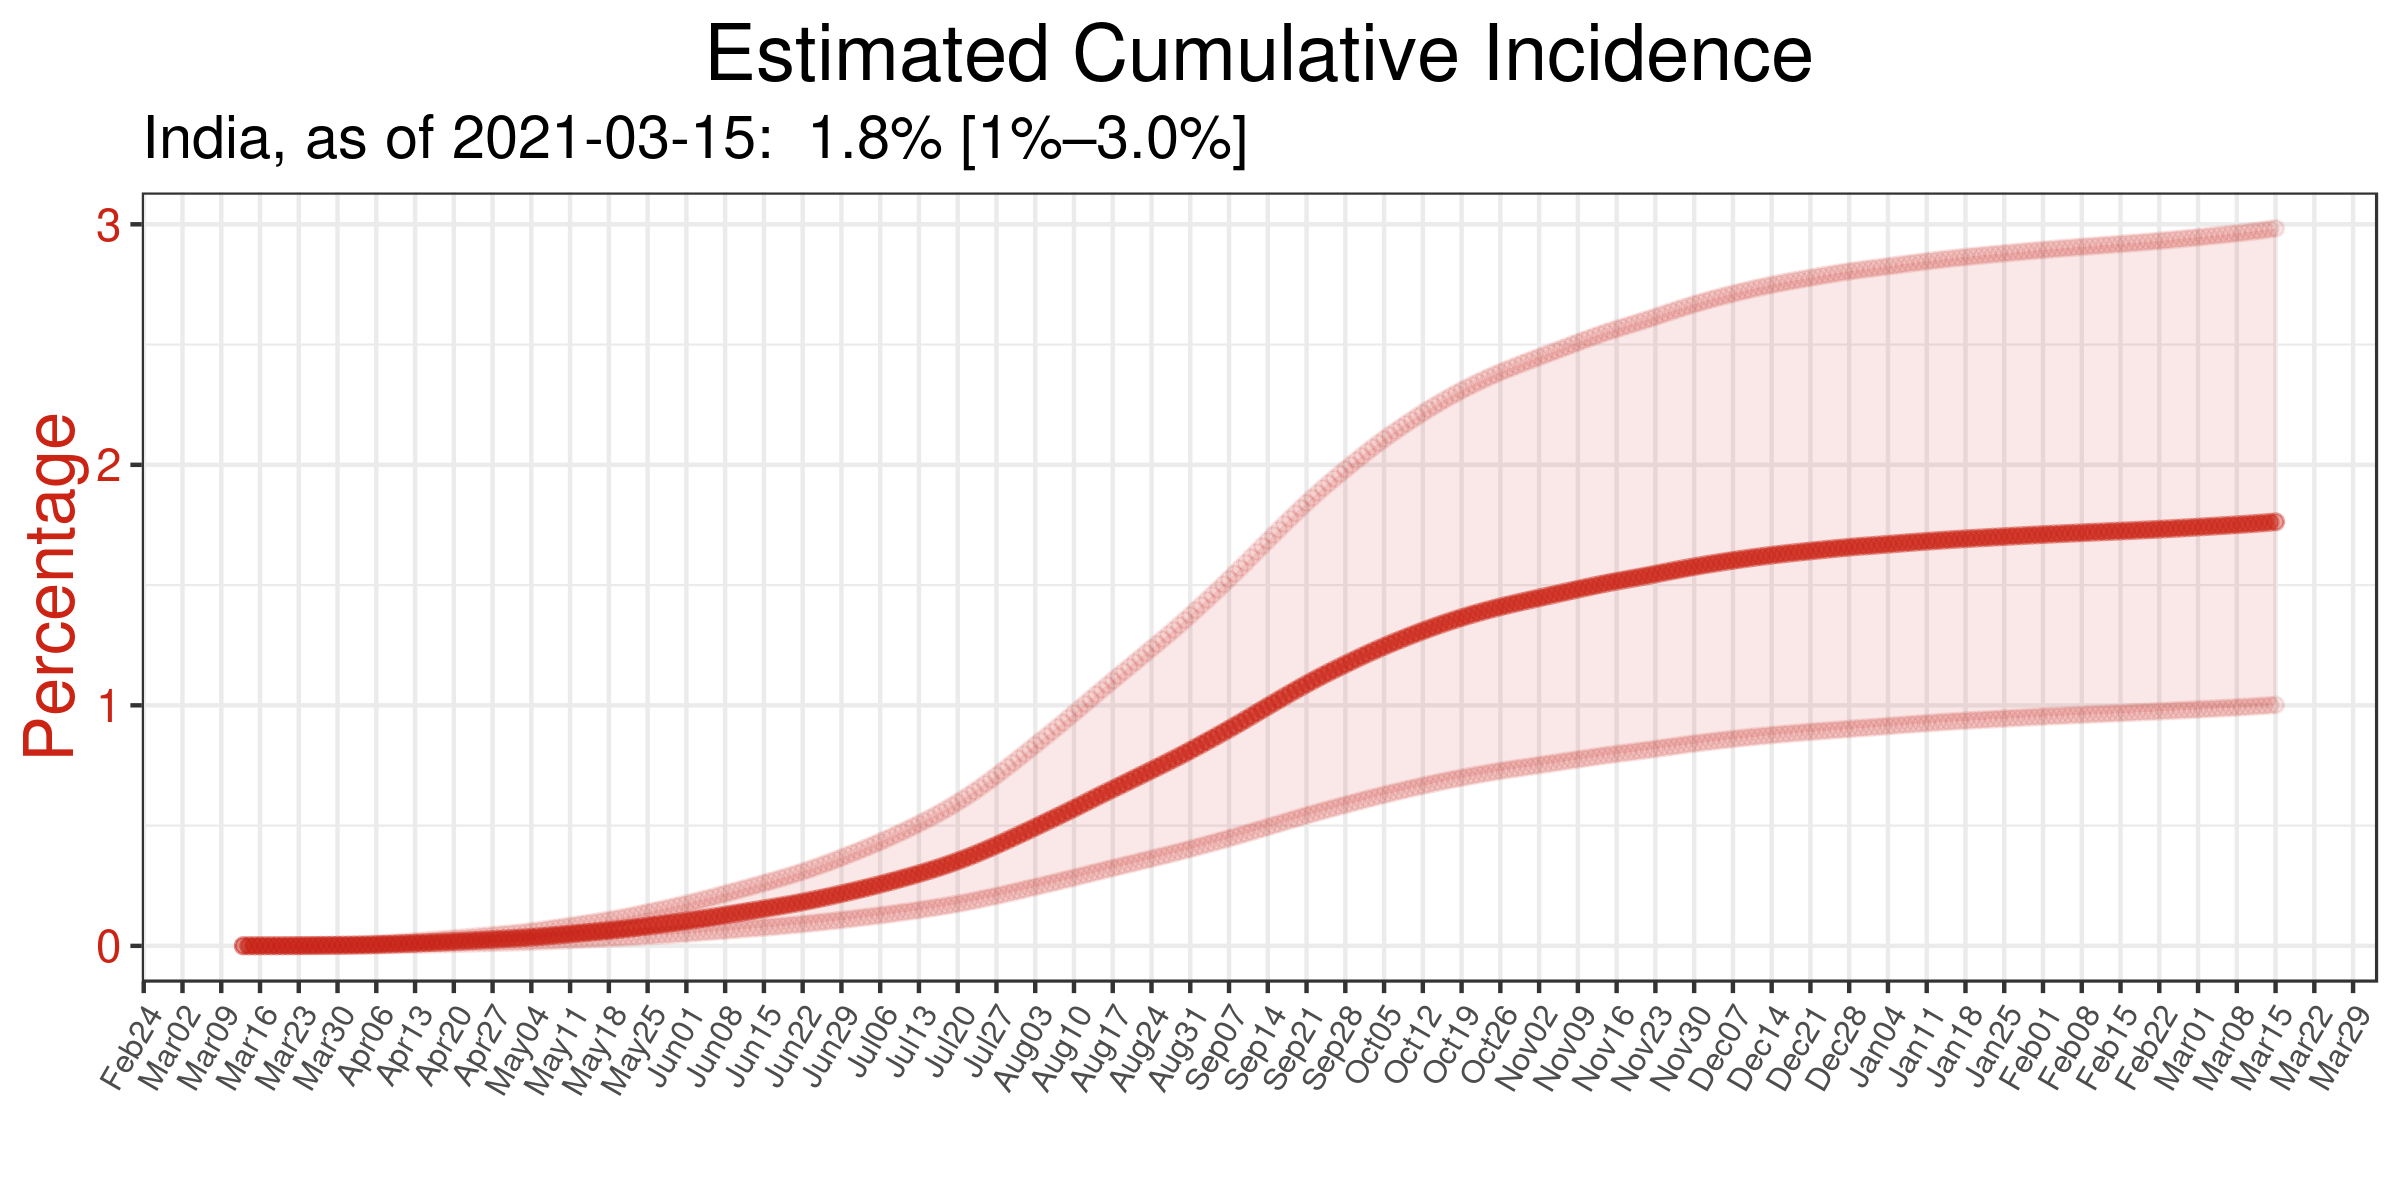 Estimated Cumulative Incidence
India, as of 2021-03-15:  1.8% [1%–3.0%]
Percentage
3
2
1
0
Feb24 Mar02 Mar09 Mar16 Mar23 Mar30 Apr06 Apr13 Apr20 Apr27 May04 May11 May18 May25 Jun01 Jun08 Jun15 Jun22 Jun29 Jul06 Jul13 Jul20 Jul27 Aug03 Aug10 Aug17 Aug24 Aug31 Sep07 Sep14 Sep21 Sep28 Oct05 Oct12 Oct19 Oct26 Nov02 Nov09 Nov16 Nov23 Nov30 Dec07 Dec14 Dec21 Dec28 Jan04 Jan11 Jan18 Jan25 Feb01 Feb08 Feb15 Feb22 Mar01 Mar08 Mar15 Mar22 Mar29